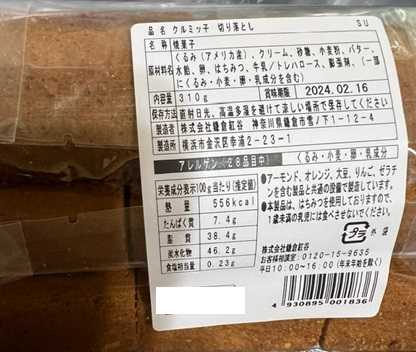 品名 クルミッ子 切り落とし SU
名称 焼菓子
原材料名 くるみ(アメリカ産)、クリーム、砂糖、小麦粉、バター、
水飴、卵、はちみつ、牛乳/トレハロース、膨張剤、(一部
にくるみ・小麦・卵・乳成分を含む)
内容量 310g 賞味期限 2024.02.16
保存方法 直射日光、高温多湿を避けて涼しい場所で保存してください
製造者 株式会社鎌倉紅谷 神奈川県鎌倉市雪ノ下1-12-4
製造所 横浜市金沢区幸浦2-23-1
アレルゲン(28品目中) くるみ・小麦・卵・乳成分
栄養成分表示100g当たり(推定値)
熱量 556kcal
たんぱく質 7.4g
脂質 38.4g
炭水化物 46.2g
食塩相当量 0.23g
●アーモンド、オレンジ、大豆、りんご、ゼラチ
ンを含む製品と共通の設備で製造しています。
●本製品は、はちみつを使用しておりますので、
1歳未満の乳児には食べさせないでください。
プラ 外袋
株式会社鎌倉紅谷
お客様相談室:0120-15-9635
平日10:00~16:00(年末年始を除く)
4 930895 001836